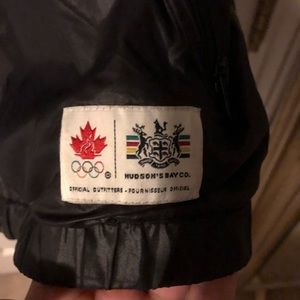 ©
HUDSON'S BAY CO.
OFFICIAL OUTFITTERS - FOURNISSEUR OFFICIEL